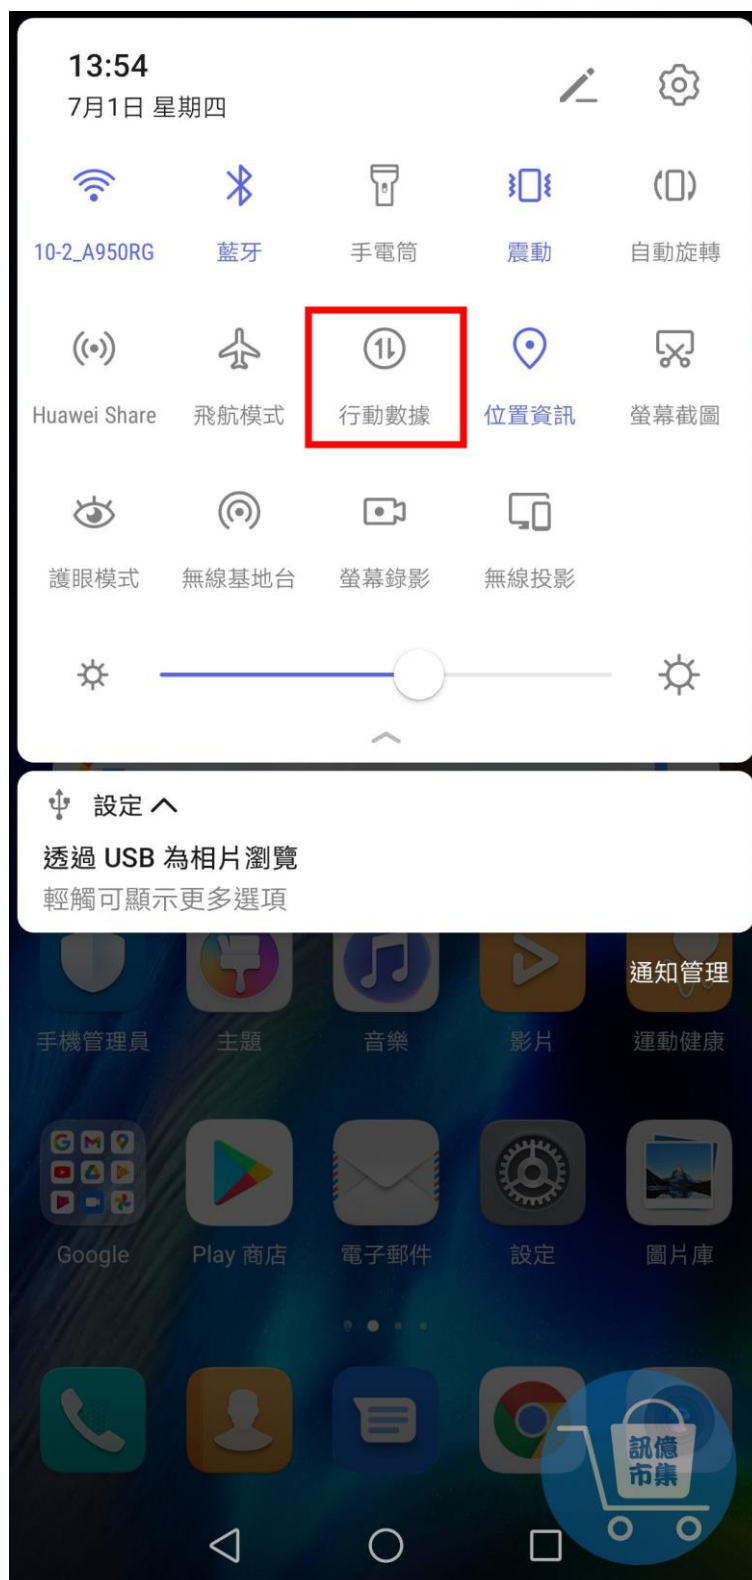 13:54
7月1日 星期四
10-2_A950RG 藍牙 手電筒 震動 自動旋轉
Huawei Share 飛航模式 行動數據 位置資訊 螢幕截圖
護眼模式 無線基地台 螢幕錄影 無線投影
設定
透過 USB 為相片瀏覽
輕觸可顯示更多選項
通知管理
手機管理員 主題 音樂 影片 運動健康
Google Play 商店 電子郵件 設定 圖片庫
訊億
市集